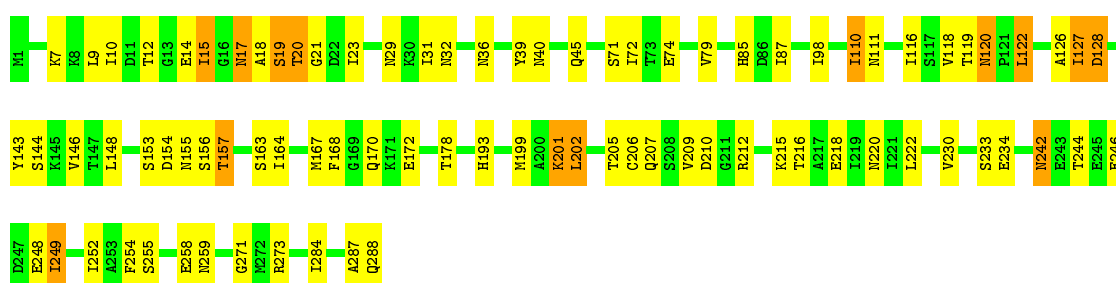 M1 K7 K8 L9 I10 D11 T12 G13 E14 I15 G16 N17 A18 S19 T20 G21 D22 I23 N29 K30 I31 N32 N36 Y39 N40 Q45 S71 I72 T73 E74 V79 H85 D86 I87 I98 I110 N111 I116 S117 V118 T119 N120 P121 L122 A126 I127 D128
Y143 S144 K145 V146 T147 L148 S153 D154 N155 S156 T157 S163 I164 M167 F168 G169 Q170 K171 E172 T178 H193 M199 A200 K201 L202 T205 C206 Q207 S208 V209 D210 G211 R212 K215 T216 A217 E218 I219 N220 I221 L222 V230 S233 E234 N242 E243 T244 E245
D247 E248 I249 I252 A253 F254 S255 E258 N259 G271 M272 R273 I284 A287 Q288